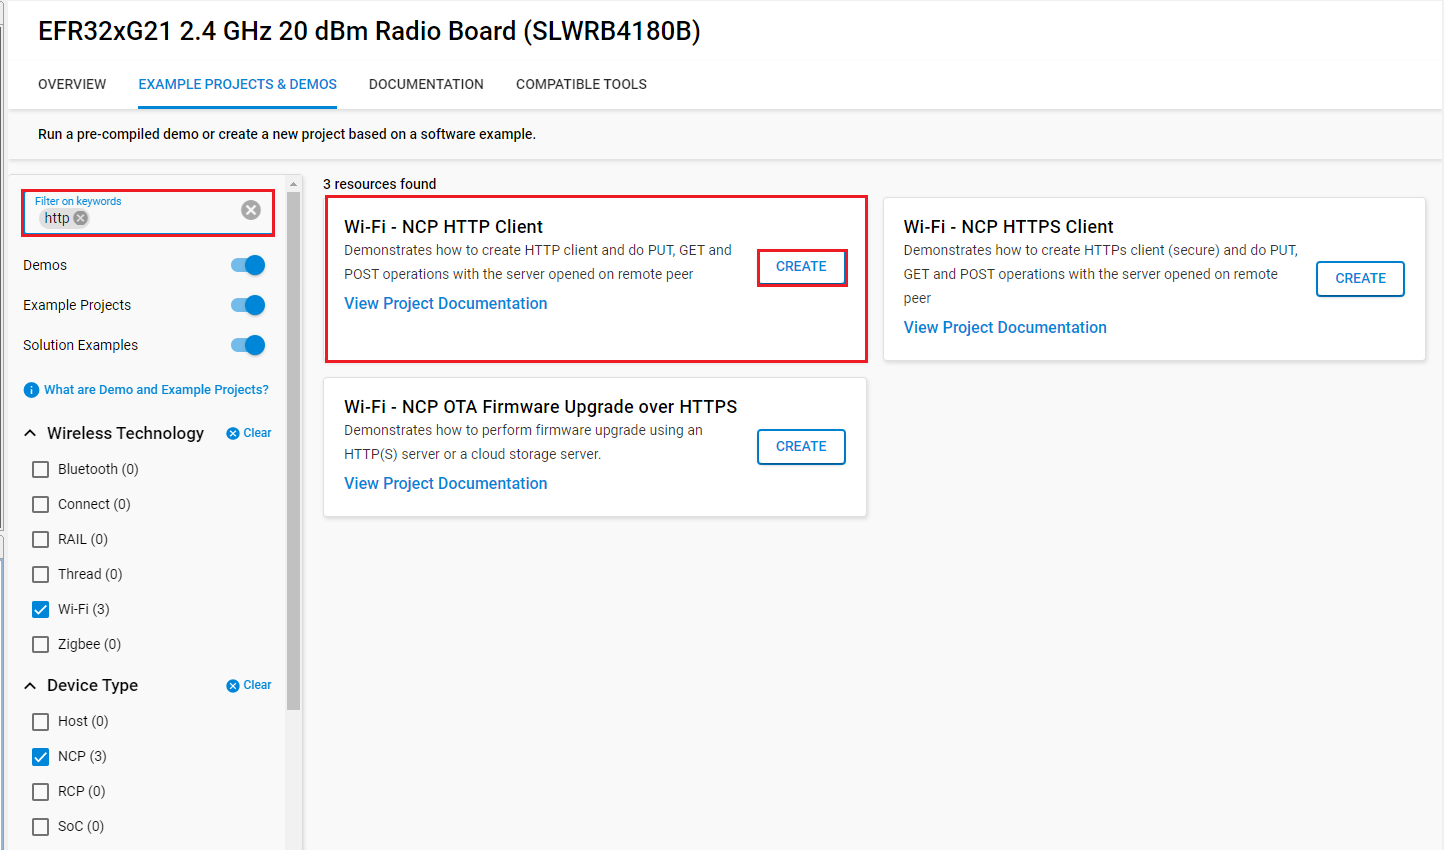 EFR32xG21 2.4 GHz 20 dBm Radio Board (SLWRB4180B)
OVERVIEW
EXAMPLE PROJECTS & DEMOS
DOCUMENTATION
COMPATIBLE TOOLS
Run a pre-compiled demo or create a new project based on a software example.
Filter on keywords
http
Demos
Example Projects
Solution Examples
What are Demo and Example Projects?
Wireless Technology
Clear
Bluetooth (0)
Connect (0)
RAIL (0)
Thread (0)
Wi-Fi (3)
Zigbee (0)
Device Type
Clear
Host (0)
NCP (3)
RCP (0)
SoC (0)
3 resources found
Wi-Fi - NCP HTTP Client
Demonstrates how to create HTTP client and do PUT, GET and
POST operations with the server opened on remote peer
View Project Documentation
CREATE
Wi-Fi - NCP HTTPS Client
Demonstrates how to create HTTPs client (secure) and do PUT,
GET and POST operations with the server opened on remote
peer
View Project Documentation
CREATE
Wi-Fi - NCP OTA Firmware Upgrade over HTTPS
Demonstrates how to perform firmware upgrade using an
HTTP(S) server or a cloud storage server.
View Project Documentation
CREATE